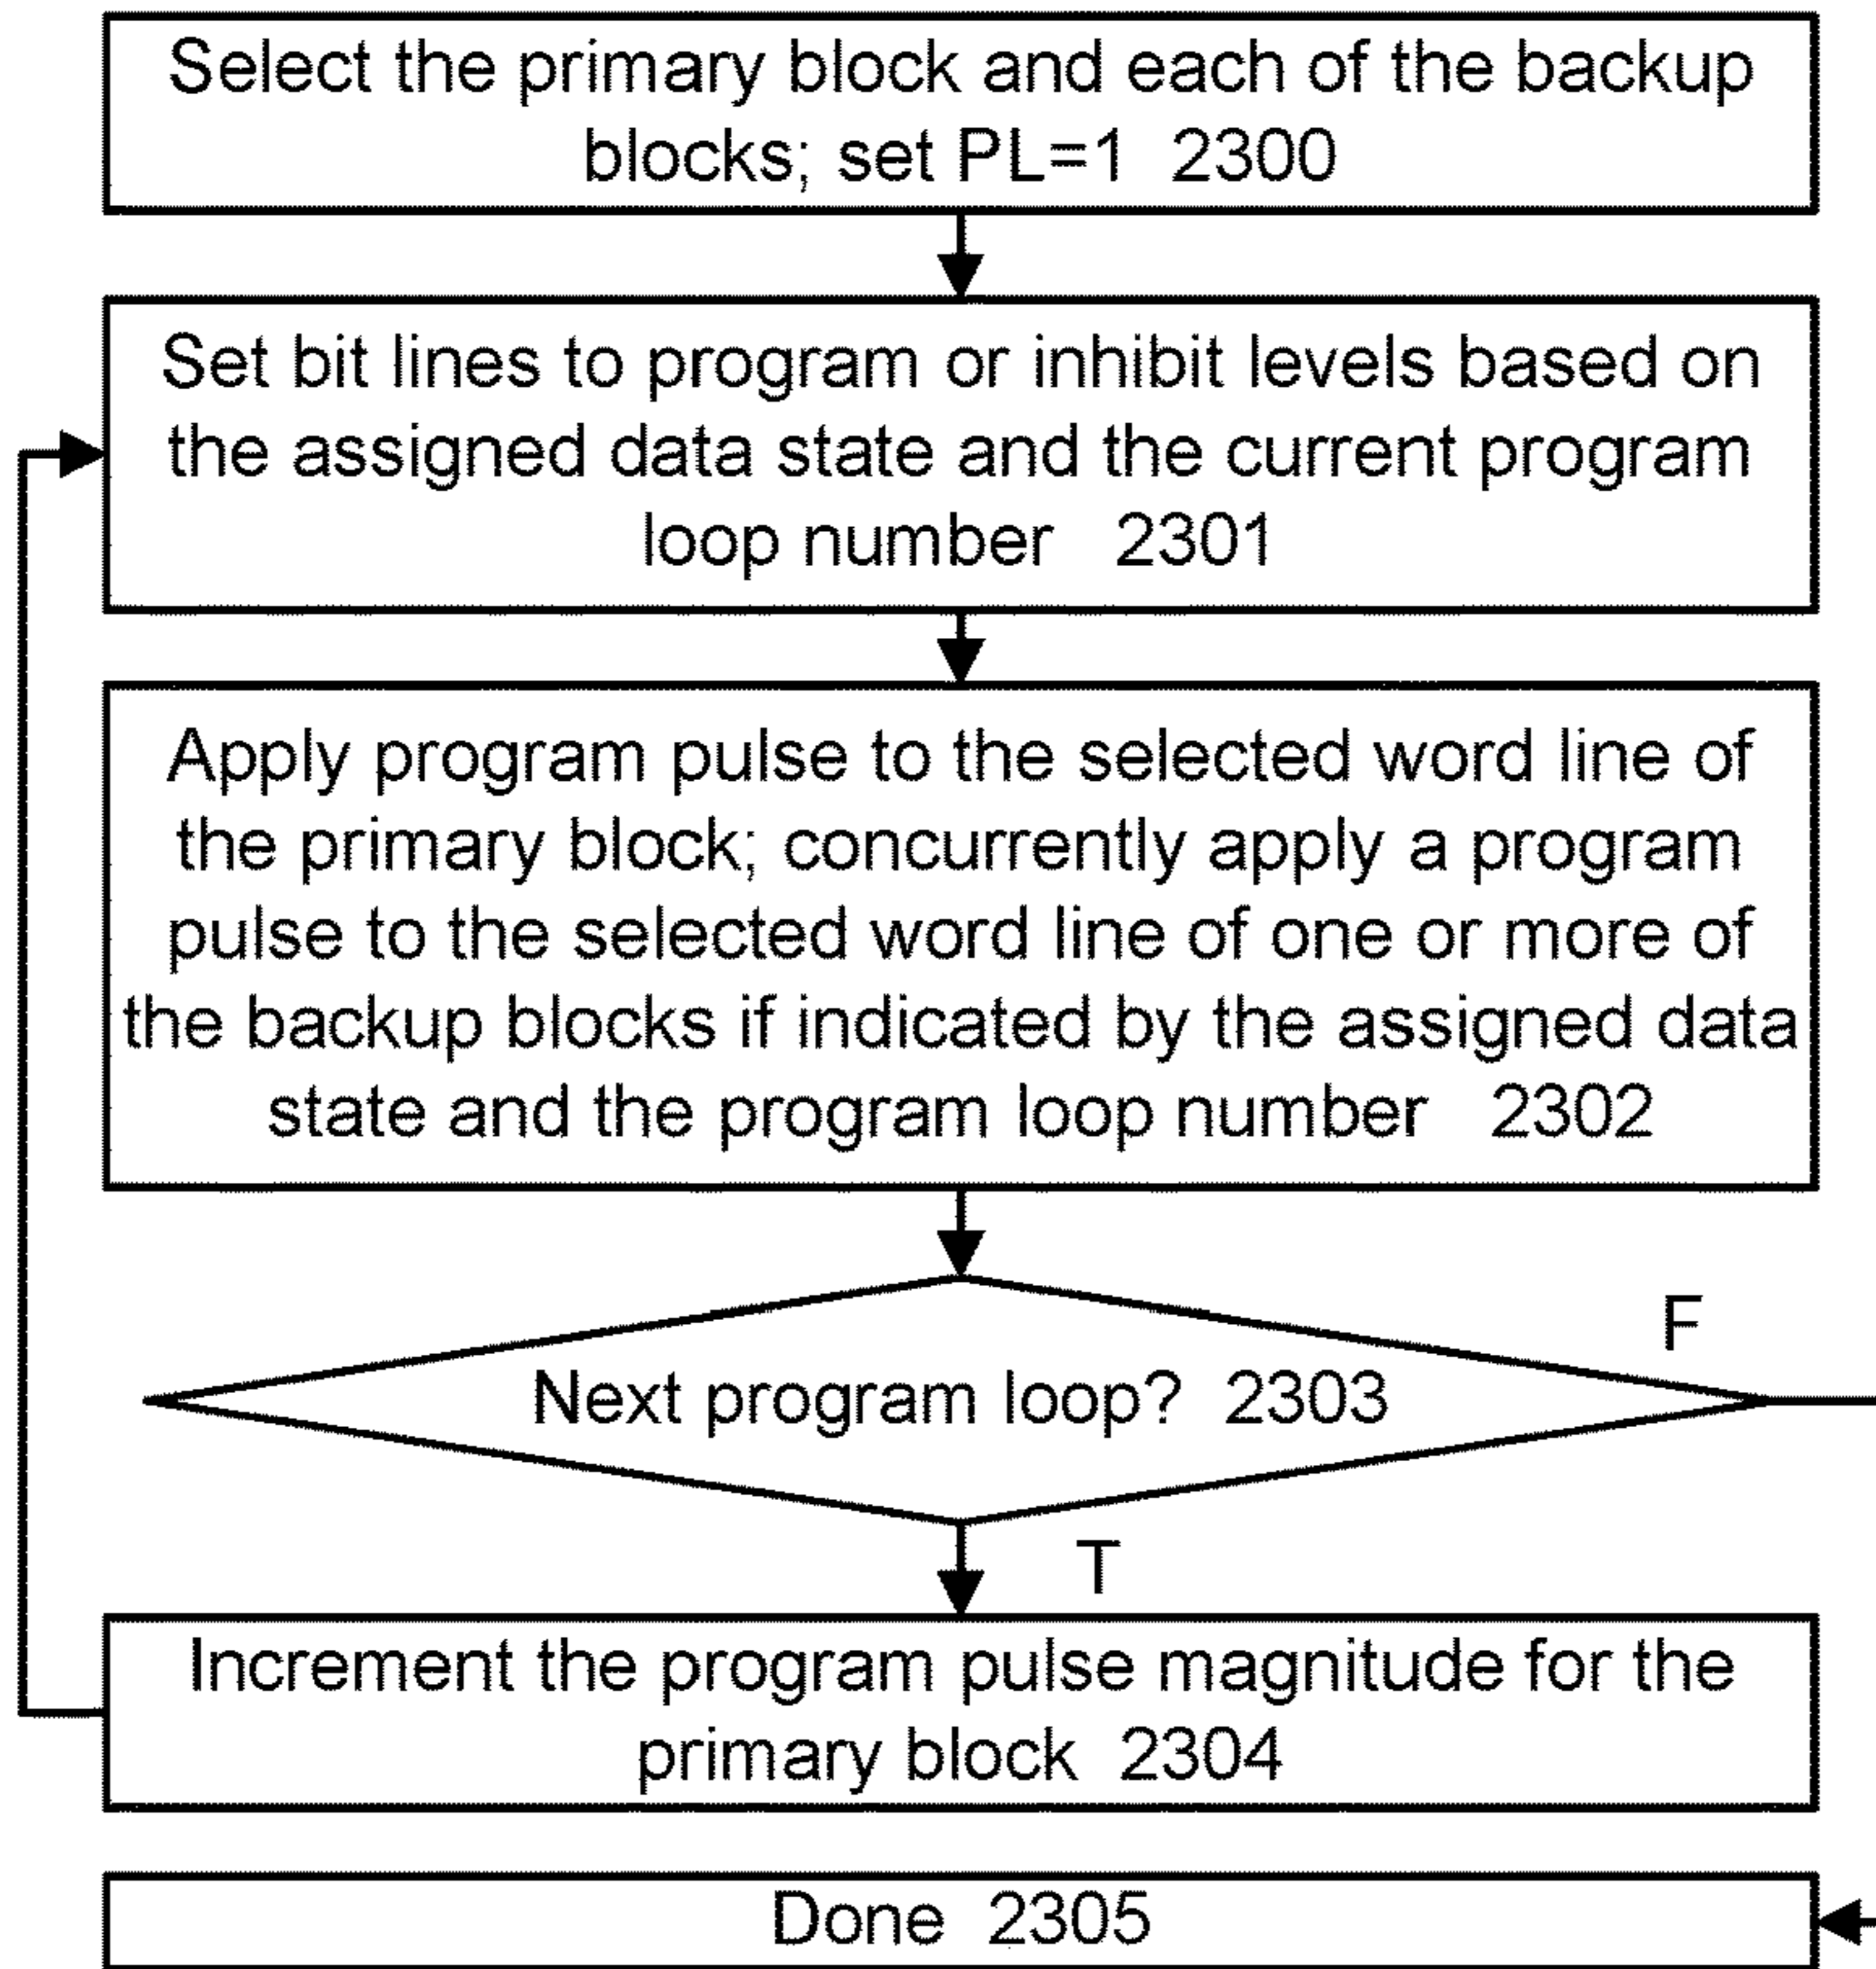 Select the primary block and each of the backup
blocks; set PL=1 2300
Set bit lines to program or inhibit levels based on
the assigned data state and the current program
loop number 2301
Apply program pulse to the selected word line of
the primary block; concurrently apply a program
pulse to the selected word line of one or more of
the backup blocks if indicated by the assigned data
state and the program loop number 2302
F
Next program loop? 2303
T
Increment the program pulse magnitude for the
primary block 2304
Done 2305